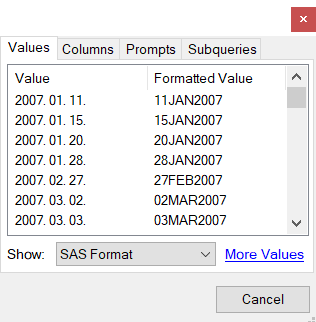 Values Columns Prompts Subqueries
Value Formatted Value
2007. 01. 11. 11JAN2007
2007. 01. 15. 15JAN2007
2007. 01. 20. 20JAN2007
2007. 01. 28. 28JAN2007
2007. 02. 27. 27FEB2007
2007. 03. 02. 02MAR2007
2007. 03. 03. 03MAR2007
Show: SAS Format More Values
Cancel